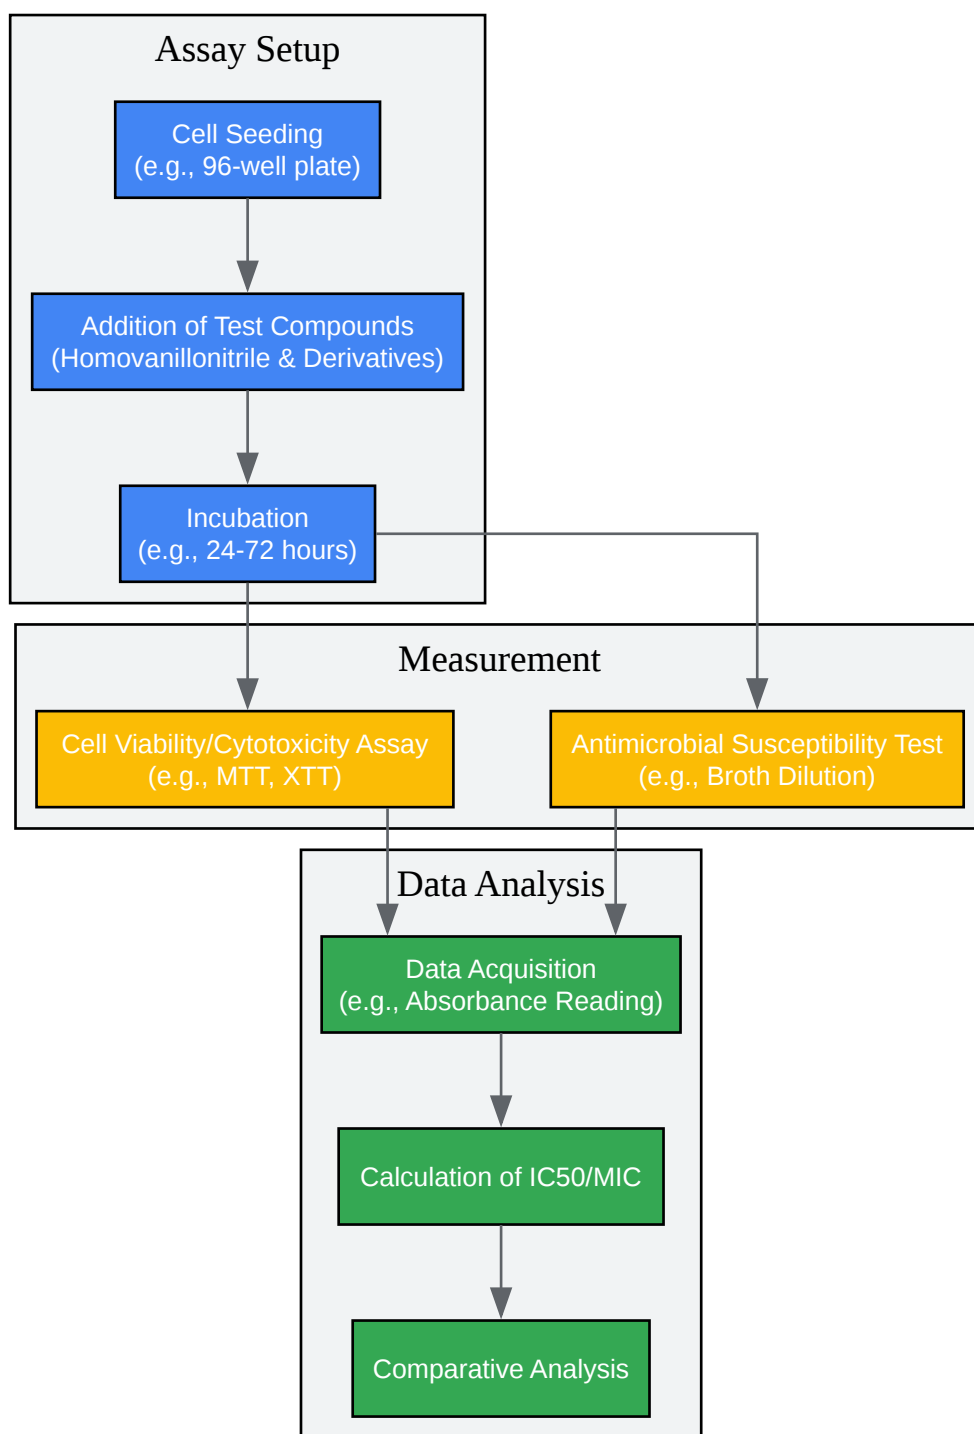 Assay Setup
Cell Seeding
(e.g., 96-well plate)
Addition of Test Compounds
(Homovanillonitrile & Derivatives)
Incubation
(e.g., 24-72 hours)
Measurement
Cell Viability/Cytotoxicity Assay
(e.g., MTT, XTT)
Antimicrobial Susceptibility Test
(e.g., Broth Dilution)
Data Analysis
Data Acquisition
(e.g., Absorbance Reading)
Calculation of IC50/MIC
Comparative Analysis